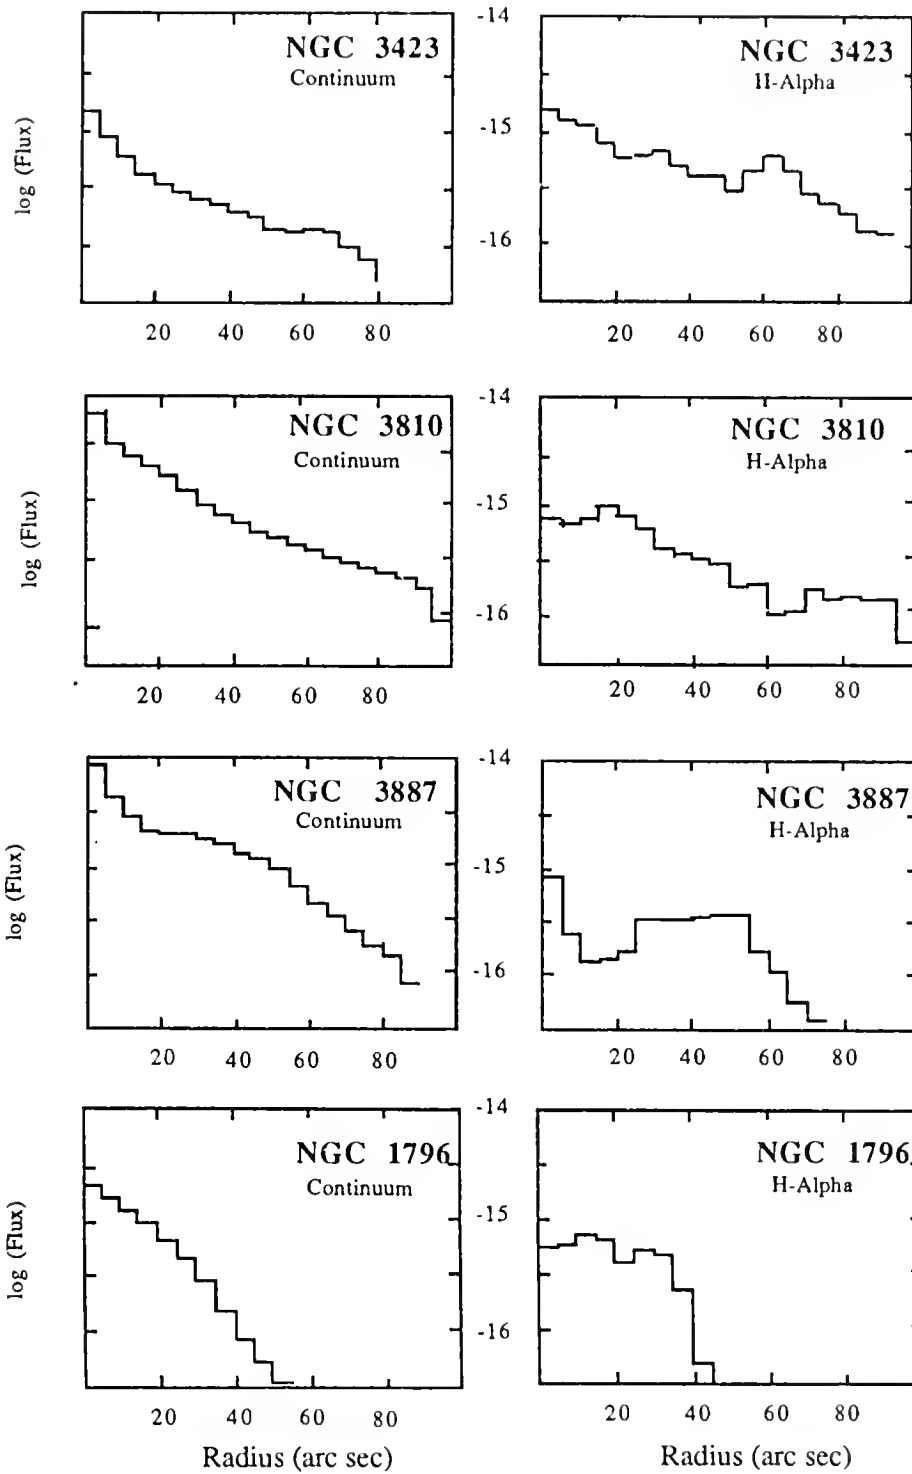 NGC 3423
Continuum
log (Flux)
20 40 60 80
-14
-15
-16
NGC 3423
H-Alpha
20 40 60 80
NGC 3810
Continuum
log (Flux)
20 40 60 80
-14
-15
-16
NGC 3810
H-Alpha
20 40 60 80
NGC 3887
Continuum
log (Flux)
20 40 60 80
-14
-15
-16
NGC 3887
H-Alpha
20 40 60 80
NGC 1796
Continuum
log (Flux)
20 40 60 80
Radius (arc sec)
-14
-15
-16
NGC 1796
H-Alpha
20 40 60 80
Radius (arc sec)